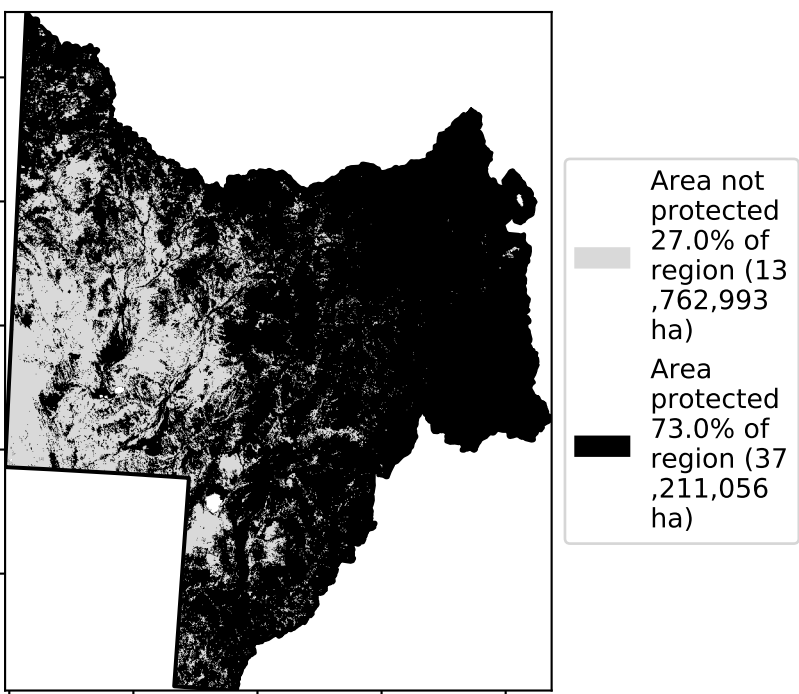 Area not
protected
27.0% of
region (13
,762,993
ha)
Area
protected
73.0% of
region (37
,211,056
ha)